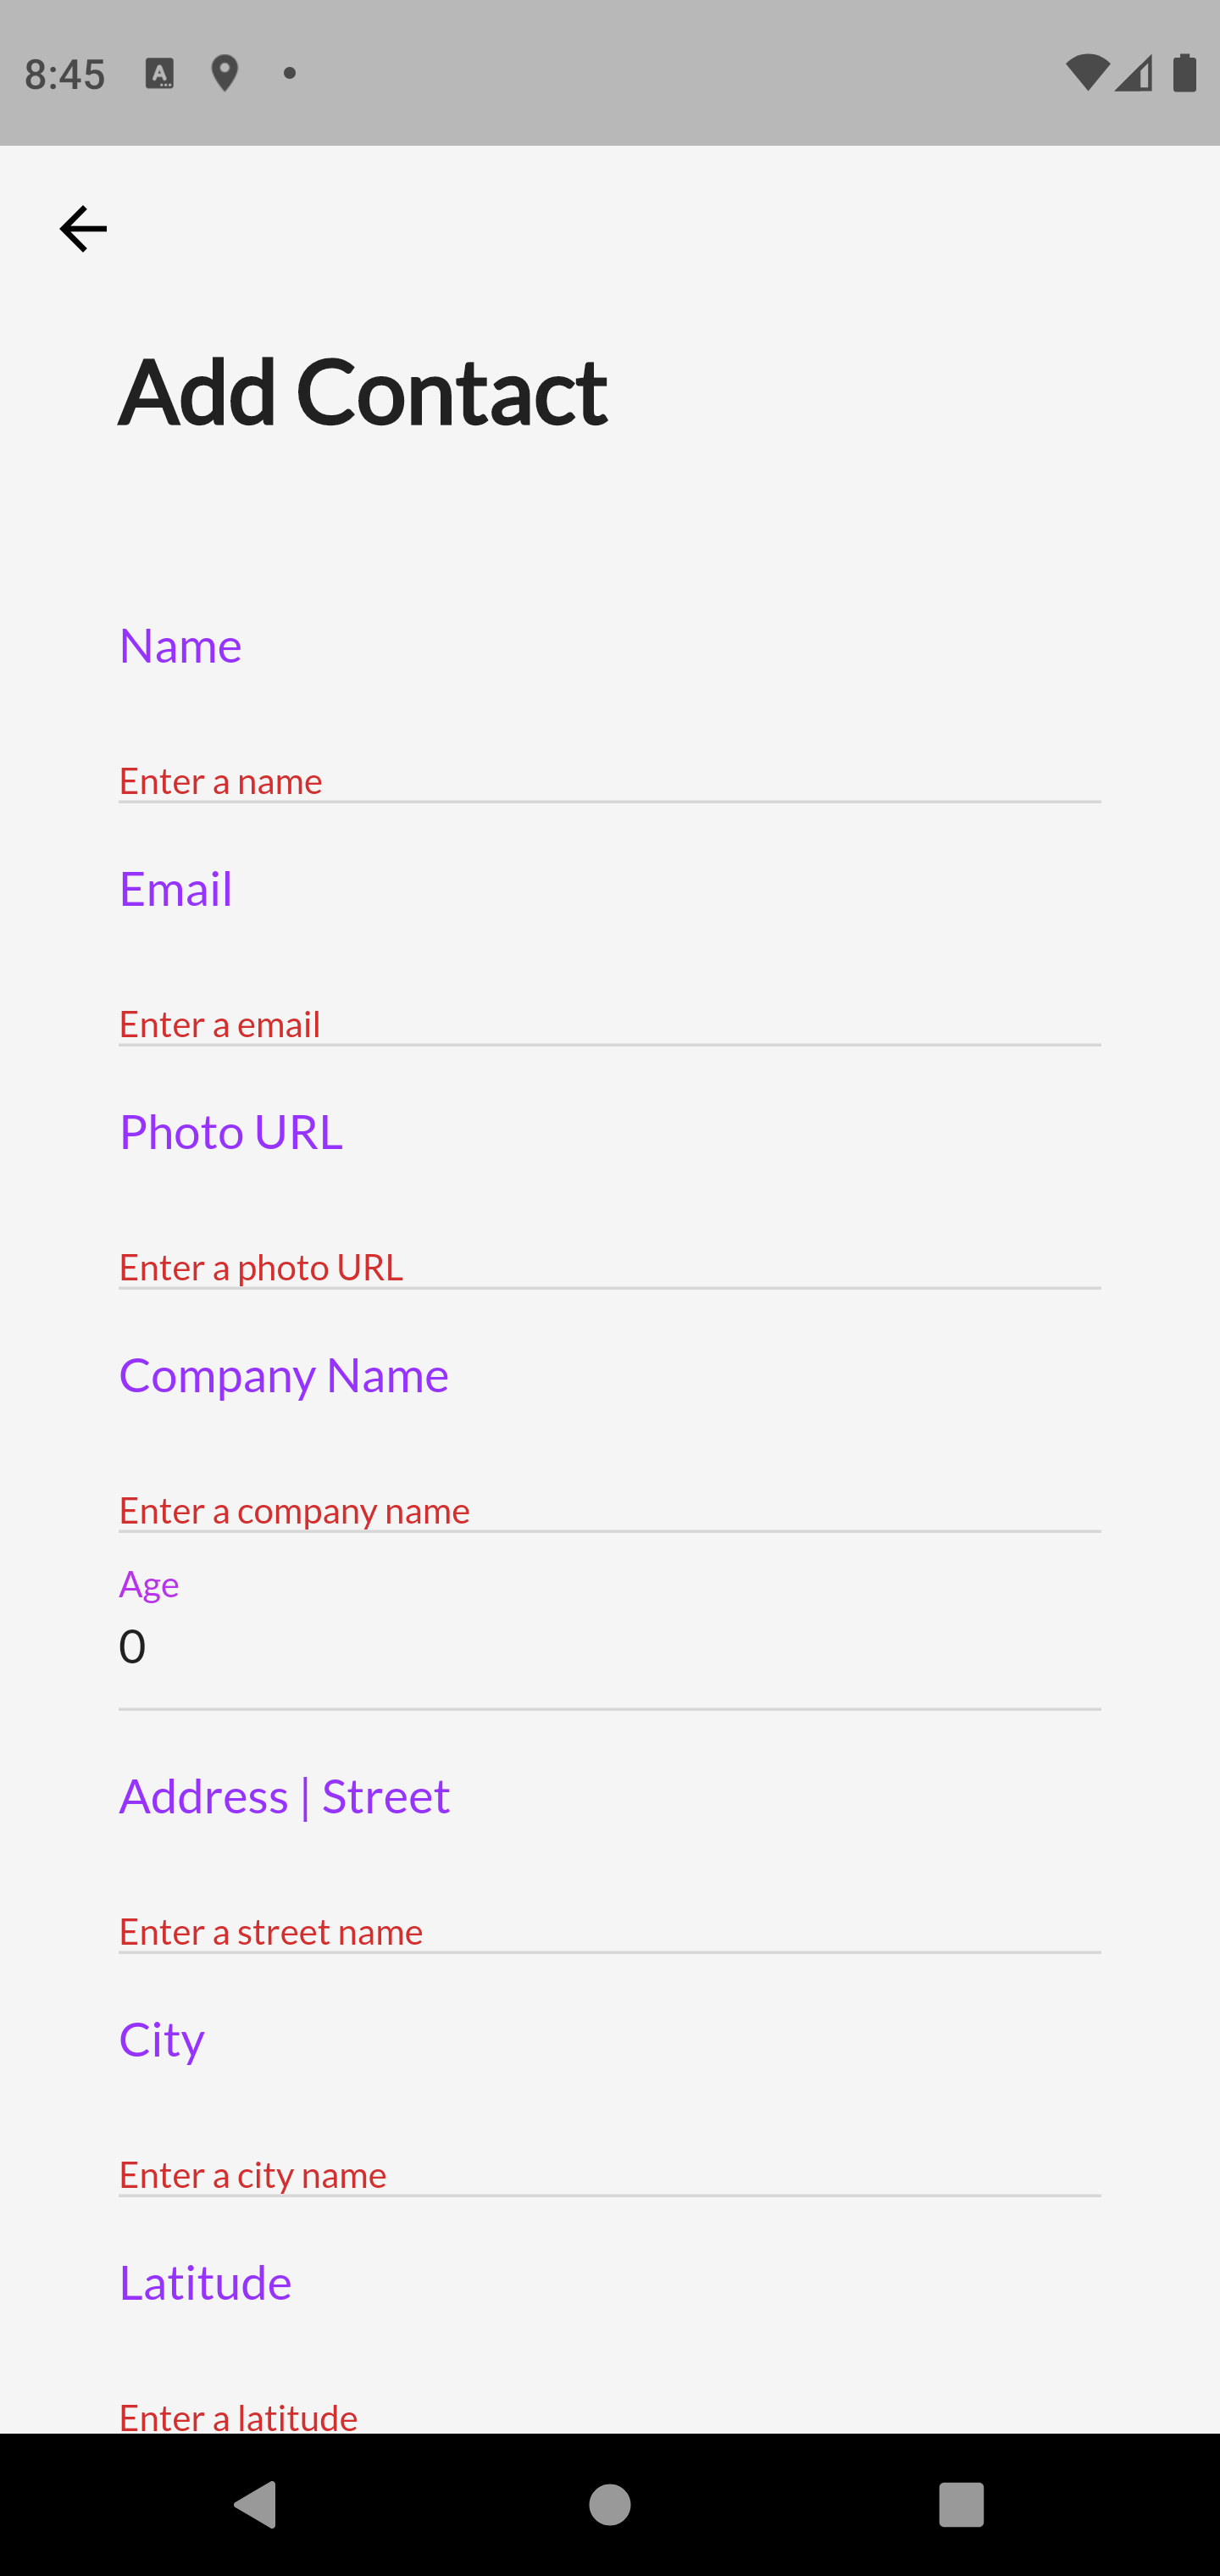 8:45
Add Contact
Name
Enter a name
Email
Enter a email
Photo URL
Enter a photo URL
Company Name
Enter a company name
Age
0
Address | Street
Enter a street name
City
Enter a city name
Latitude
Enter a latitude